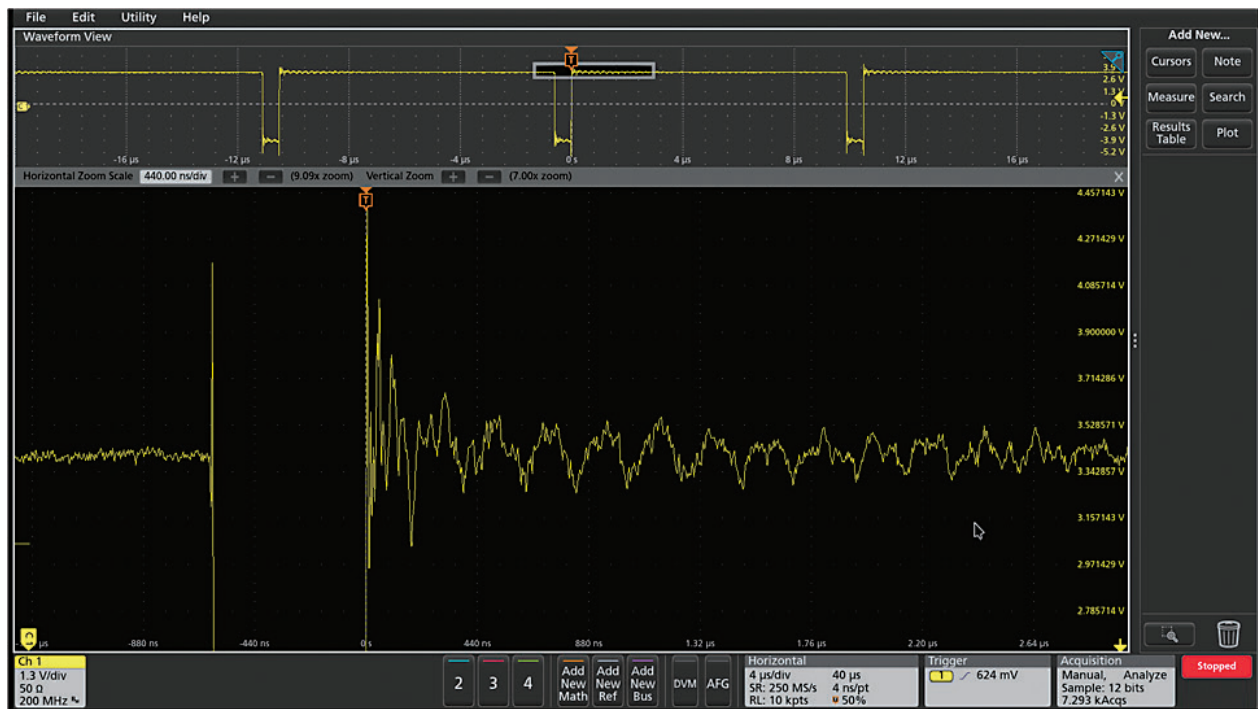 File Edit Utility Help
Waveform View
Add New...
Cursors Note
Measure Search
Results Table Plot
T
C
3.5
2.6 V
1.3 V
0
-1.3 V
-2.6 V
-3.9 V
-5.2 V
-16 µs -12 µs -8 µs -4 µs 0 s 4 µs 8 µs 12 µs 16 µs
Horizontal Zoom Scale 440.00 ns/div + - (9.09x zoom) Vertical Zoom + - (7.00x zoom) X
T
4.457143 V
4.271429 V
4.085714 V
3.900000 V
3.714286 V
3.528571 V
3.342857 V
3.157143 V
2.971429 V
2.785714 V
µs -880 ns -440 ns 0 s 440 ns 880 ns 1.32 µs 1.76 µs 2.20 µs 2.64 µs
Ch 1
1.3 V/div
50 Ω
200 MHz
2 3 4
Add New Math
Add New Ref
Add New Bus
DVM AFG
Horizontal
4 µs/div 40 µs
SR: 250 MS/s 4 ns/pt
RL: 10 kpts 50%
Trigger
1 624 mV
Acquisition
Manual, Analyze
Sample: 12 bits
7.293 kAcqs
Stopped